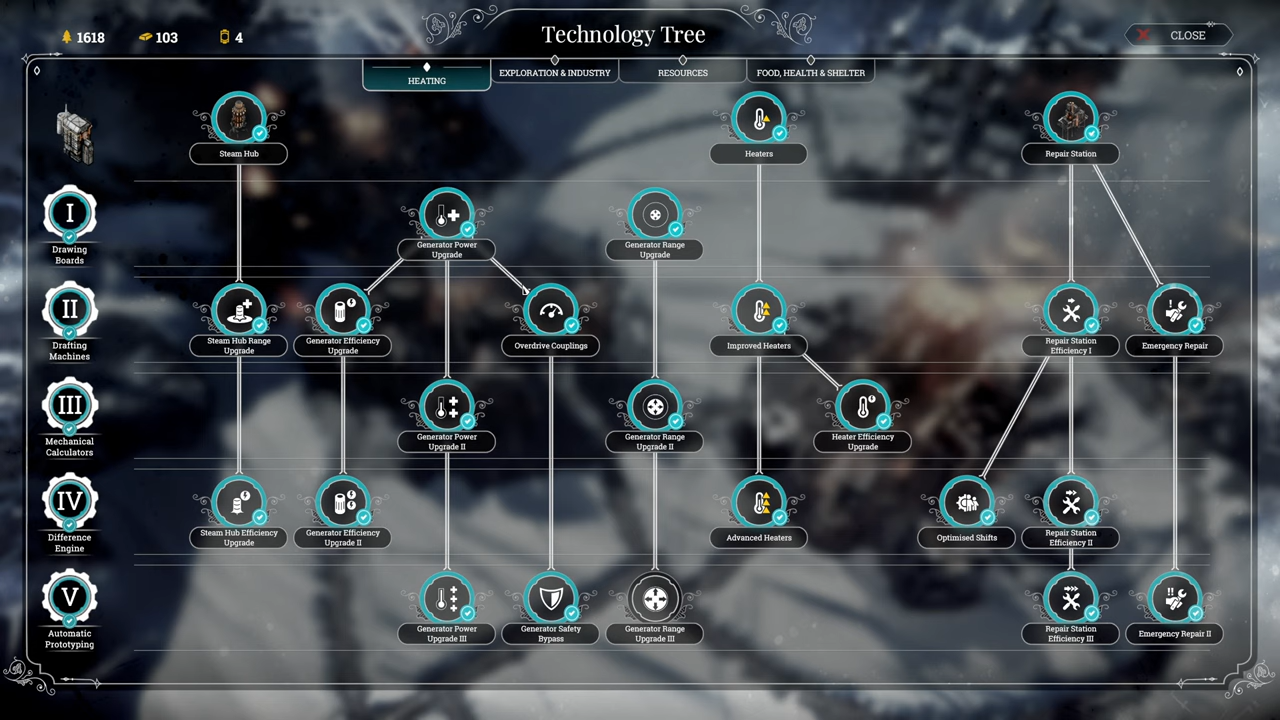 1618 103 4
Technology Tree
CLOSE
HEATING
EXPLORATION & INDUSTRY
RESOURCES
FOOD, HEALTH & SHELTER
Steam Hub
Heaters
Repair Station
I
Drawing
Boards
Generator Power
Upgrade
Generator Range
Upgrade
II
Drafting
Machines
Steam Hub Range
Upgrade
Generator Efficiency
Upgrade
Overdrive Couplings
Improved Heaters
Repair Station
Efficiency I
Emergency Repair
III
Mechanical
Calculators
Generator Power
Upgrade II
Generator Range
Upgrade II
Heater Efficiency
Upgrade
IV
Difference
Engine
Steam Hub Efficiency
Upgrade
Generator Efficiency
Upgrade II
Advanced Heaters
Optimised Shifts
Repair Station
Efficiency II
V
Automatic
Prototyping
Generator Power
Upgrade III
Generator Safety
Bypass
Generator Range
Upgrade III
Repair Station
Efficiency III
Emergency Repair II